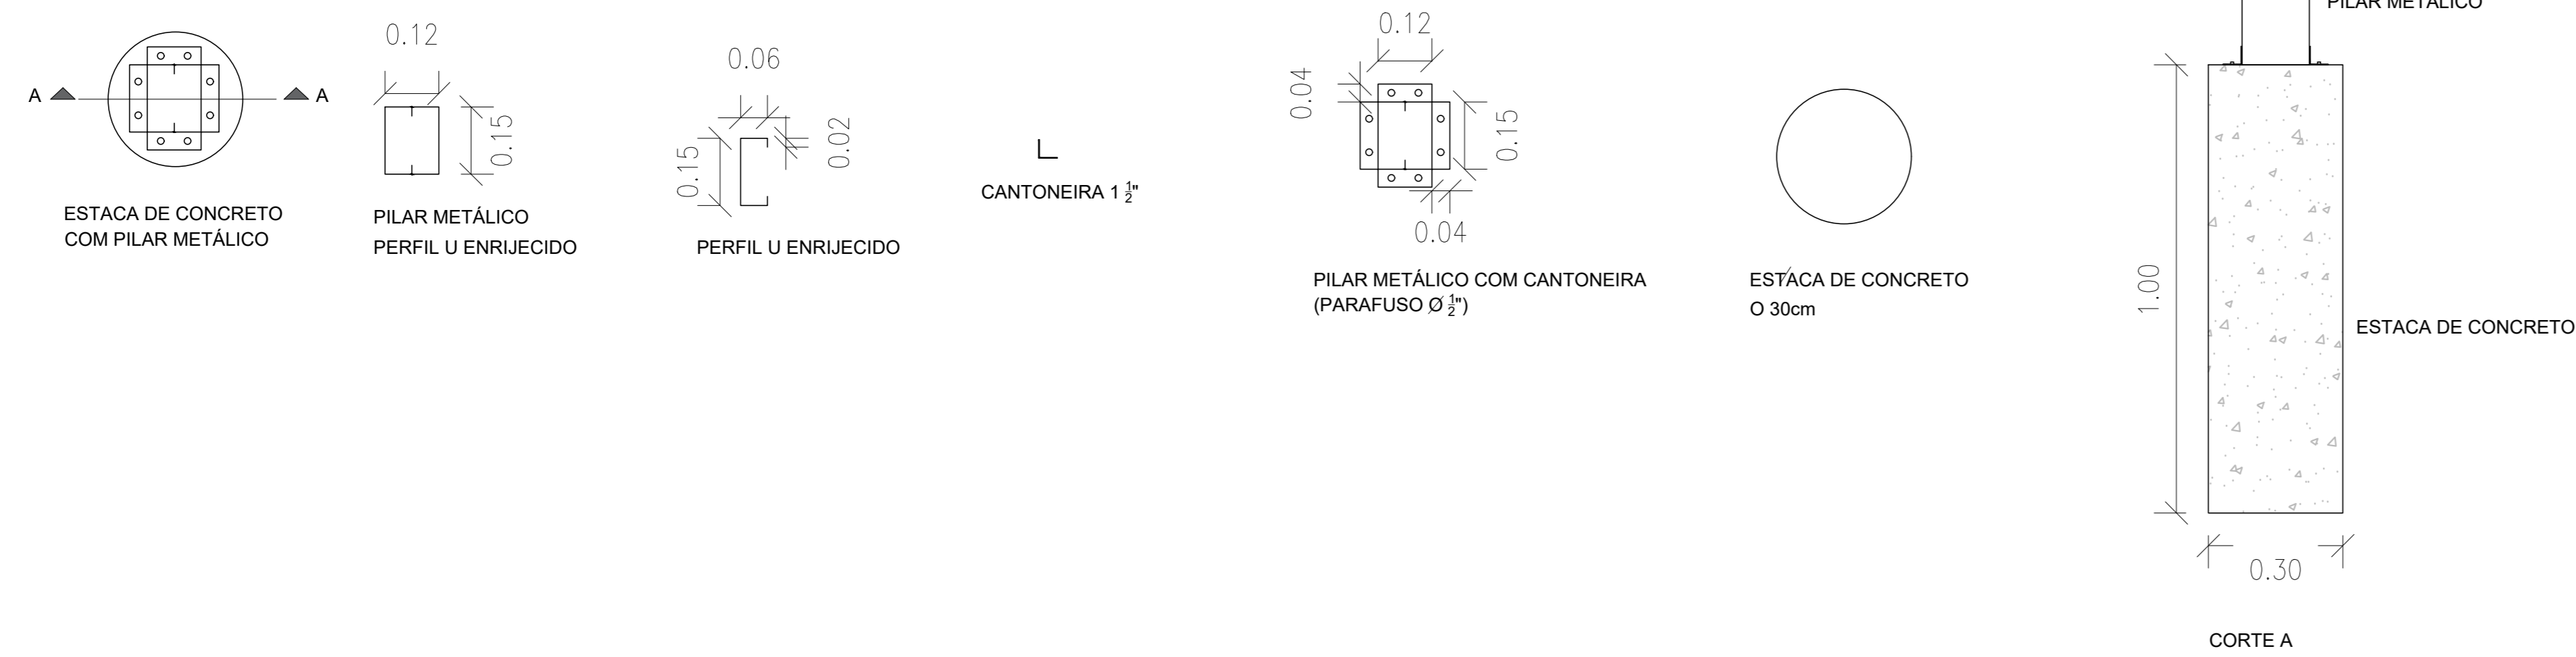 A
A
ESTACA DE CONCRETO
COM PILAR METÁLICO
0.12
0.15
PILAR METÁLICO
PERFIL U ENRIJECIDO
0.06
0.15
0.02
PERFIL U ENRIJECIDO
CANTONEIRA 1 1/2"
0.12
0.04
0.15
0.04
PILAR METÁLICO COM CANTONEIRA
(PARAFUSO Ø 1/2")
ESTACA DE CONCRETO
O 30cm
PILAR METÁLICO
1.00
ESTACA DE CONCRETO
0.30
CORTE A